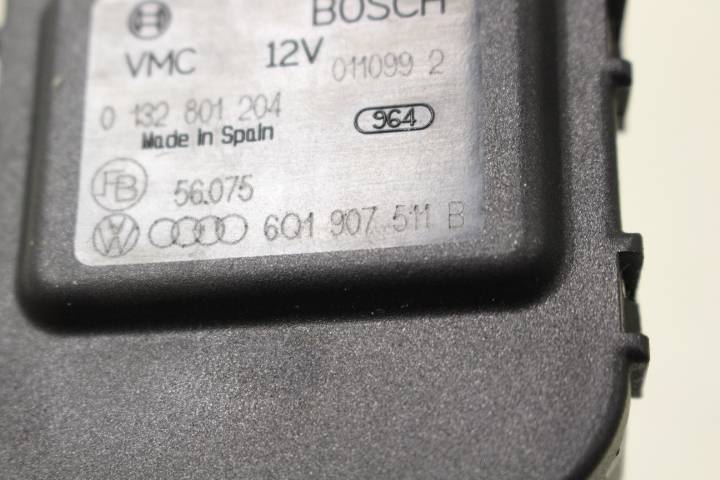 BOSCH
VMC 12V 011099 2
0 132 801 204
Made in Spain 964
FB 56.075
6Q1 907 511 B